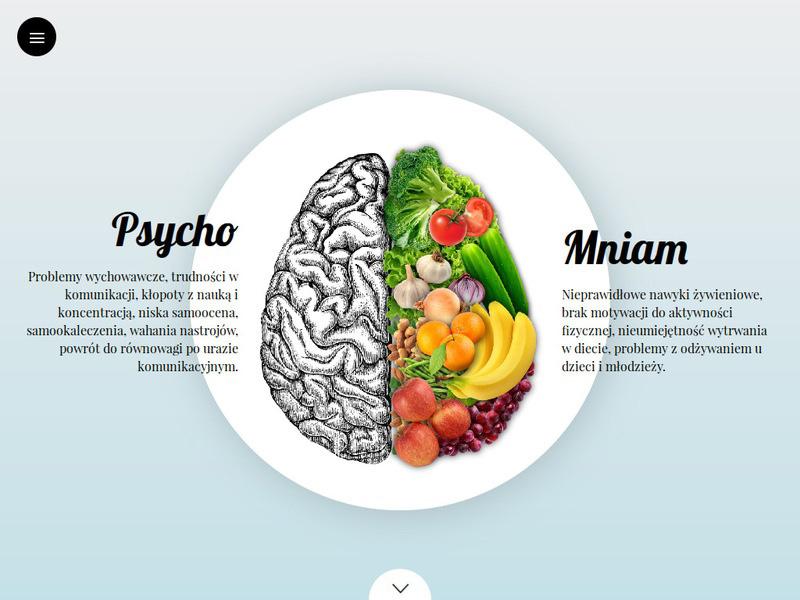 Psycho
Problemy wychowawcze, trudności w
komunikacji, kłopoty z nauką i
koncentracją, niska samoocena,
samookaleczenia, wahania nastrojów,
powrót do równowagi po urazie
komunikacyjnym.
Mniam
Nieprawidłowe nawyki żywieniowe,
brak motywacji do aktywności
fizycznej, nieumiejętność wytrwania
w diecie, problemy z odżywaniem u
dzieci i młodzieży.